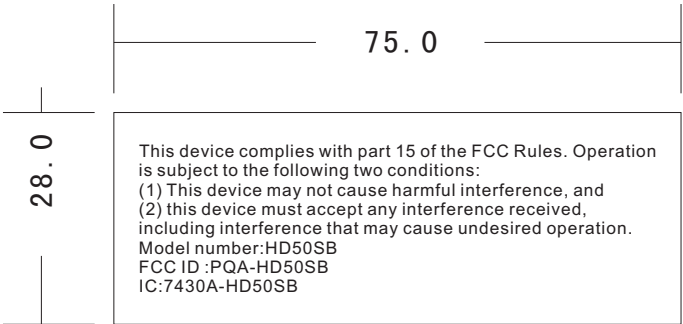 75.0
28.0
This device complies with part 15 of the FCC Rules. Operation
is subject to the following two conditions:
(1) This device may not cause harmful interference, and
(2) this device must accept any interference received,
including interference that may cause undesired operation.
Model number:HD50SB
FCC ID :PQA-HD50SB
IC:7430A-HD50SB